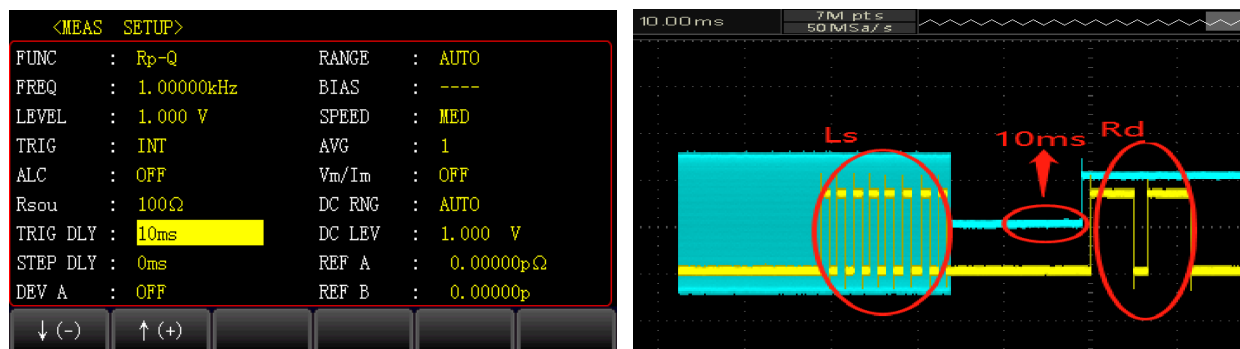 <MEAS SETUP>
FUNC : Rp-Q RANGE : AUTO
FREQ : 1.00000kHz BIAS : ----
LEVEL : 1.000 V SPEED : MED
TRIG : INT AVG : 1
ALC : OFF Vm/Im : OFF
Rsou : 100Ω DC RNG : AUTO
TRIG DLY : 10ms DC LEV : 1.000 V
STEP DLY : 0ms REF A : 0.00000pΩ
DEV A : OFF REF B : 0.00000p
↓(-) ↑(+)
10.00ms 7M pts
50MSa/s
Ls 10ms Rd